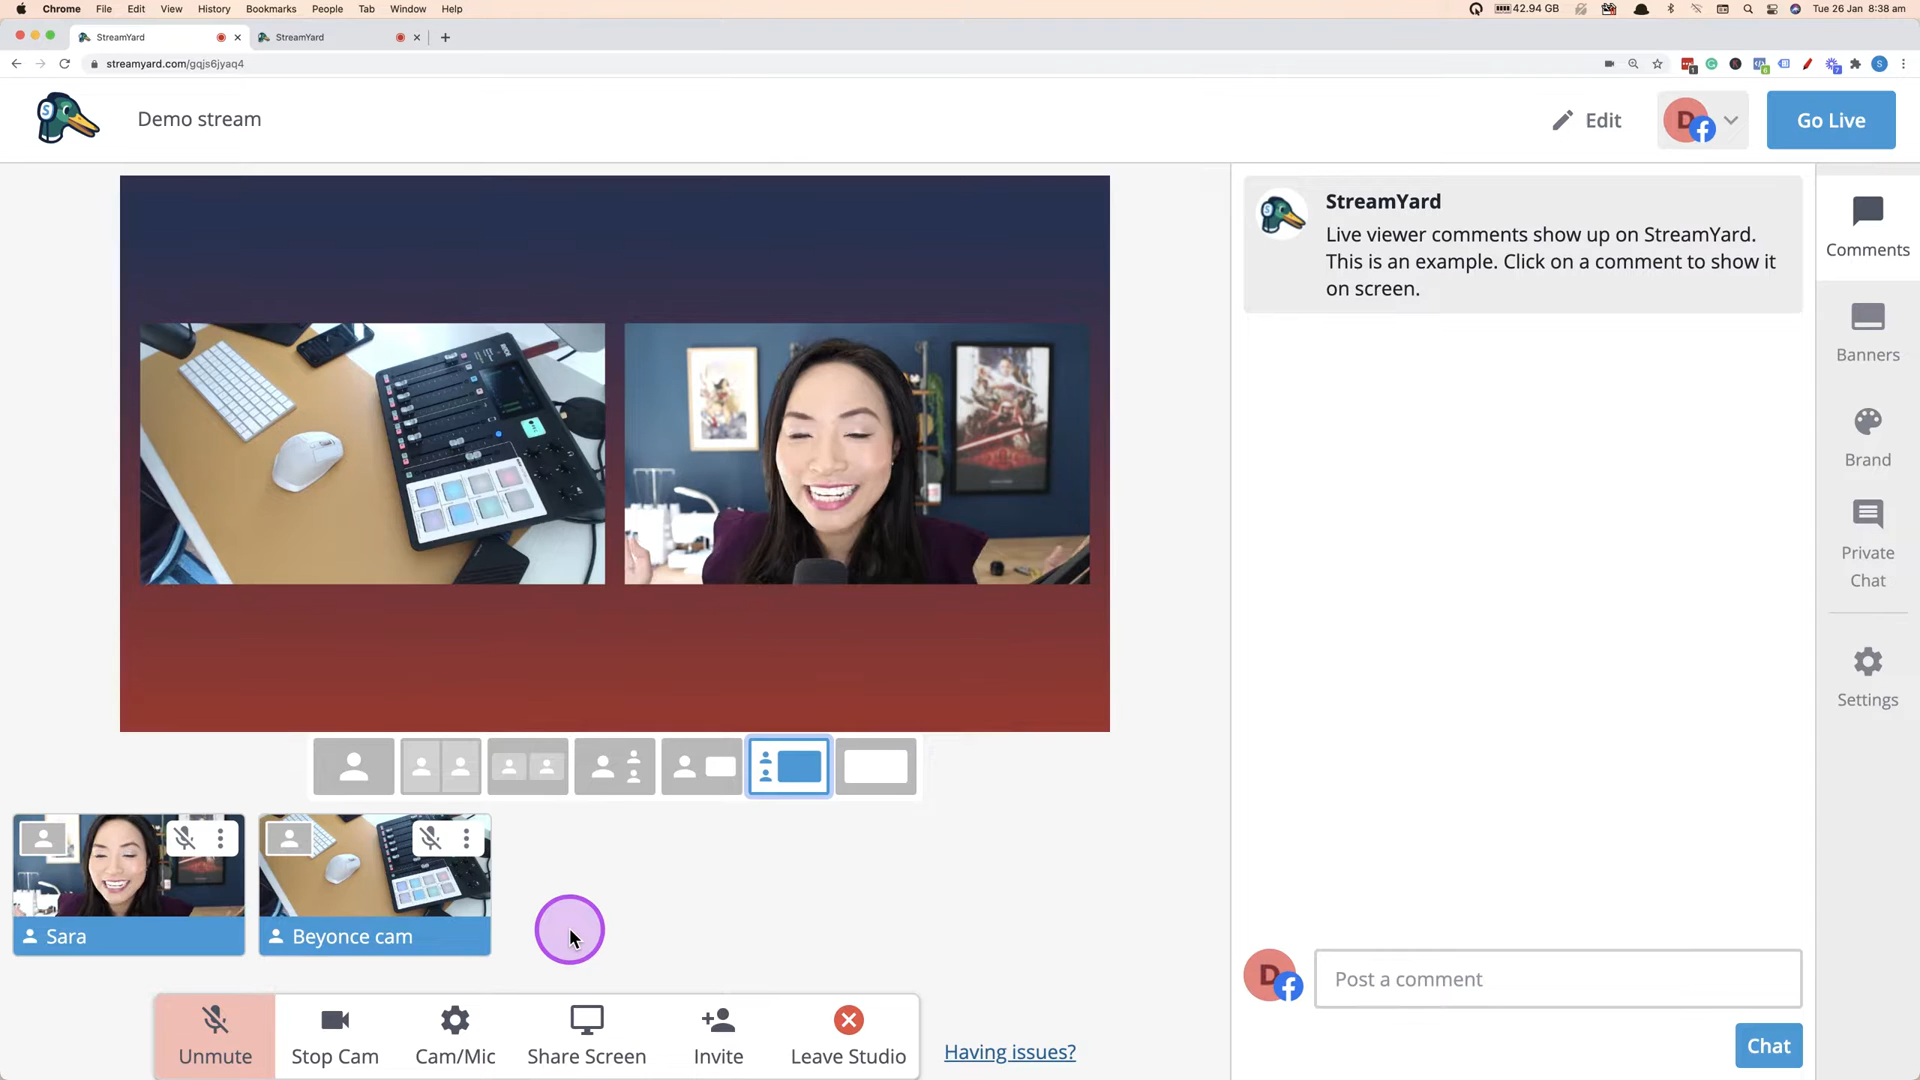 Chrome File Edit View History Bookmarks People Tab Window Help
42.94 GB
Tue 26 Jan 8:38 am
StreamYard
StreamYard
streamyard.com/gqjs6jyaq4
Demo stream
Edit
D
Go Live
StreamYard
Live viewer comments show up on StreamYard.
This is an example. Click on a comment to show it
on screen.
Comments
Banners
Brand
Private
Chat
Settings
Sara
Beyonce cam
D
Post a comment
Chat
Unmute
Stop Cam
Cam/Mic
Share Screen
Invite
Leave Studio
Having issues?